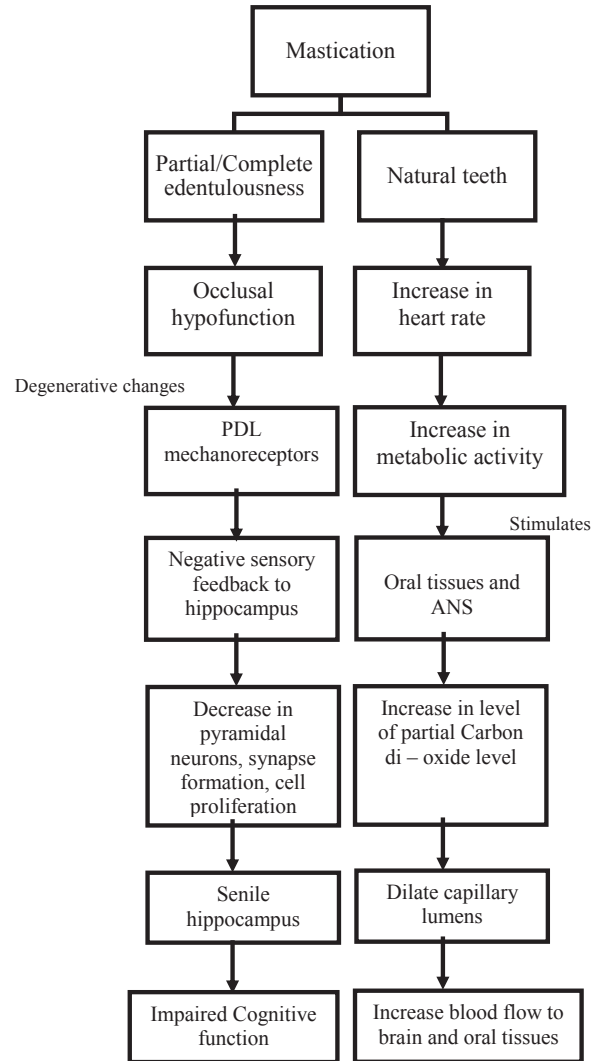 Mastication
Partial/Complete
edentulousness
Natural teeth
Occlusal
hypofunction
Increase in
heart rate
Degenerative changes
PDL
mechanoreceptors
Increase in
metabolic activity
Stimulates
Negative sensory
feedback to
hippocampus
Oral tissues and
ANS
Decrease in
pyramidal
neurons, synapse
formation, cell
proliferation
Increase in level
of partial Carbon
di – oxide level
Senile
hippocampus
Dilate capillary
lumens
Impaired Cognitive
function
Increase blood flow to
brain and oral tissues